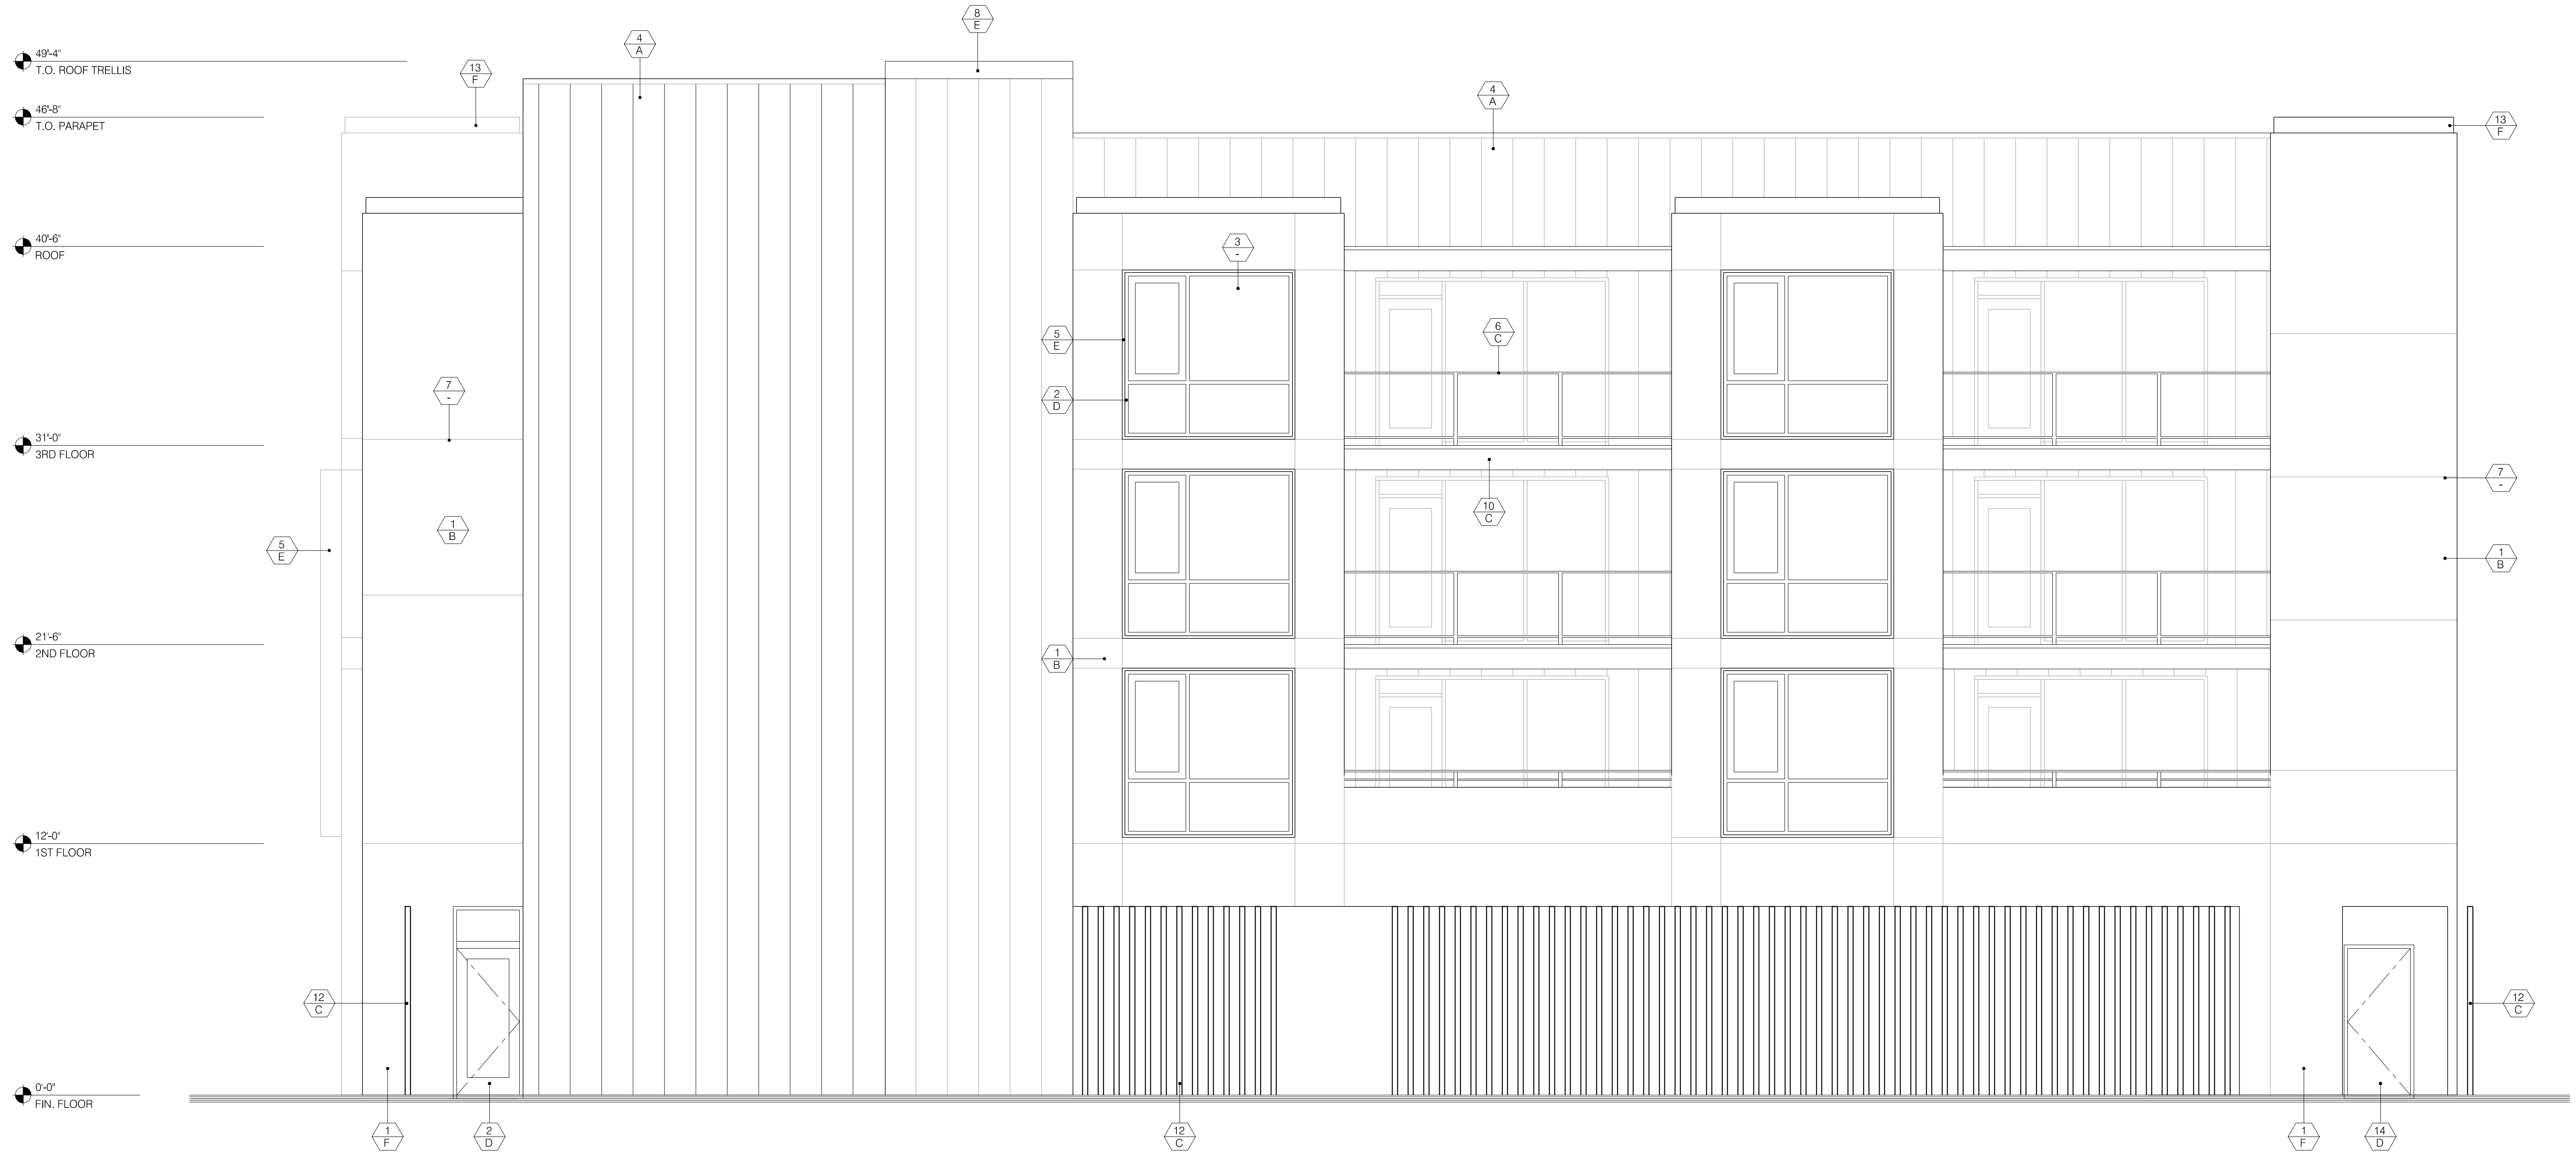 8
E
4
A
49'-4"
T.O. ROOF TRELLIS
13
F
4
A
46'-8"
T.O. PARAPET
13
F
40'-6"
ROOF
3
-
5
E
6
C
7
-
2
D
31'-0"
3RD FLOOR
7
-
10
C
1
B
5
E
1
B
21'-6"
2ND FLOOR
1
B
12'-0"
1ST FLOOR
12
C
12
C
0'-0"
FIN. FLOOR
1
F
2
D
12
C
1
F
14
D